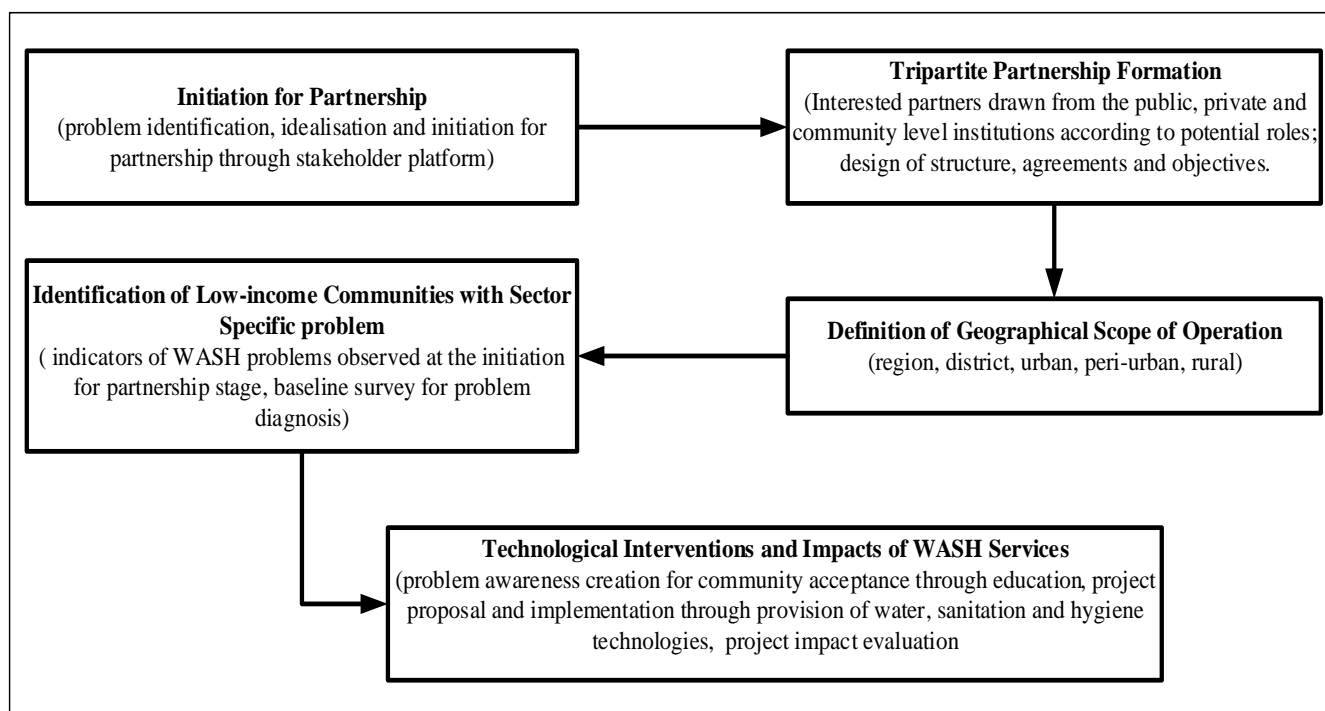 Initiation for Partnership
(problem identification, idealisation and initiation for
partnership through stakeholder platform)
Tripartite Partnership Formation
(Interested partners drawn from the public, private and
community level institutions according to potential roles;
design of structure, agreements and objectives.
Definition of Geographical Scope of Operation
(region, district, urban, peri-urban, rural)
Identification of Low-income Communities with Sector
Specific problem
( indicators of WASH problems observed at the initiation
for partnership stage, baseline survey for problem
diagnosis)
Technological Interventions and Impacts of WASH Services
(problem awareness creation for community acceptance through education, project
proposal and implementation through provision of water, sanitation and hygiene
technologies, project impact evaluation